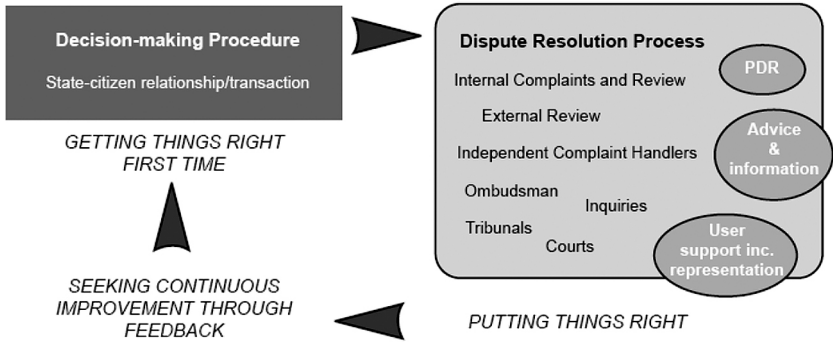 Decision-making Procedure
State-citizen relationship/transaction
GETTING THINGS RIGHT
FIRST TIME
SEEKING CONTINUOUS
IMPROVEMENT THROUGH
FEEDBACK
Dispute Resolution Process
PDR
Internal Complaints and Review
External Review
Advice
&
information
Independent Complaint Handlers
Ombudsman
Inquiries
Tribunals
Courts
User
support inc.
representation
PUTTING THINGS RIGHT